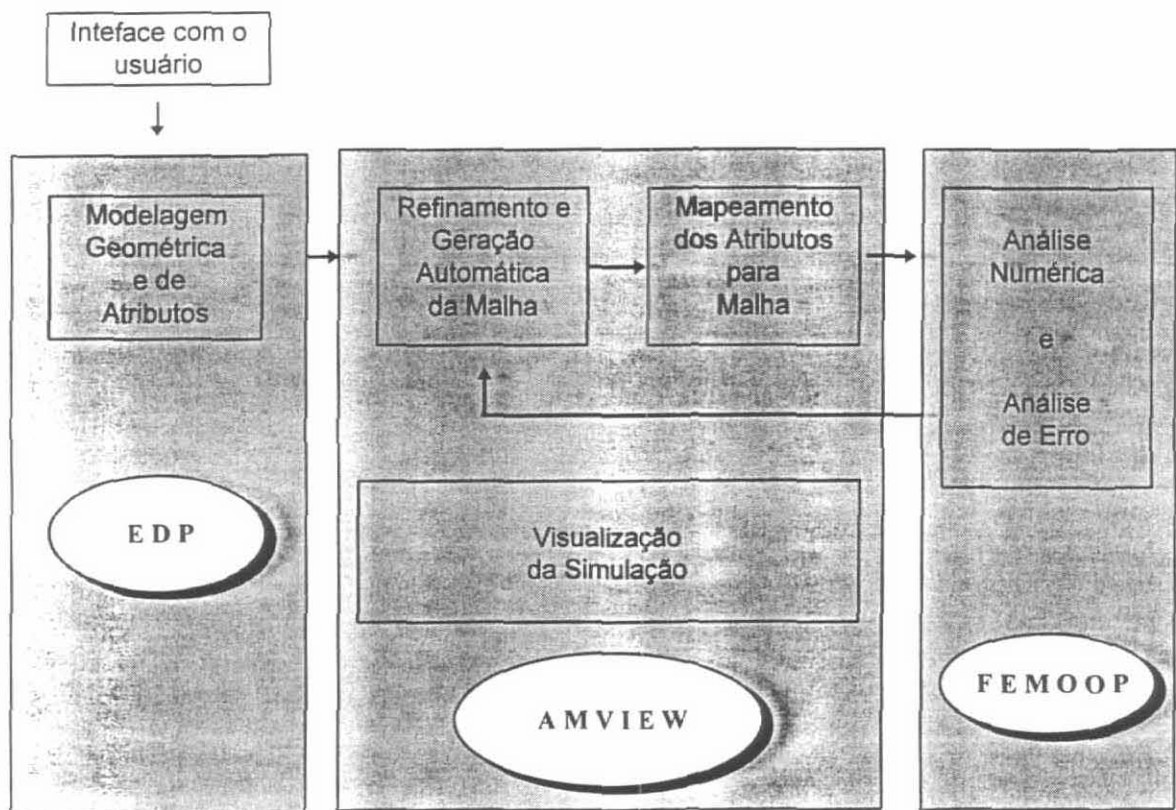 Inteface com o
usuário
Modelagem
Geométrica
e de
Atributos
Refinamento e
Geração
Automática
da Malha
Mapeamento
dos Atributos
para
Malha
Análise
Numérica
e
Análise
de Erro
EDP
Visualização
da Simulação
AMVIEW
FEMOOP